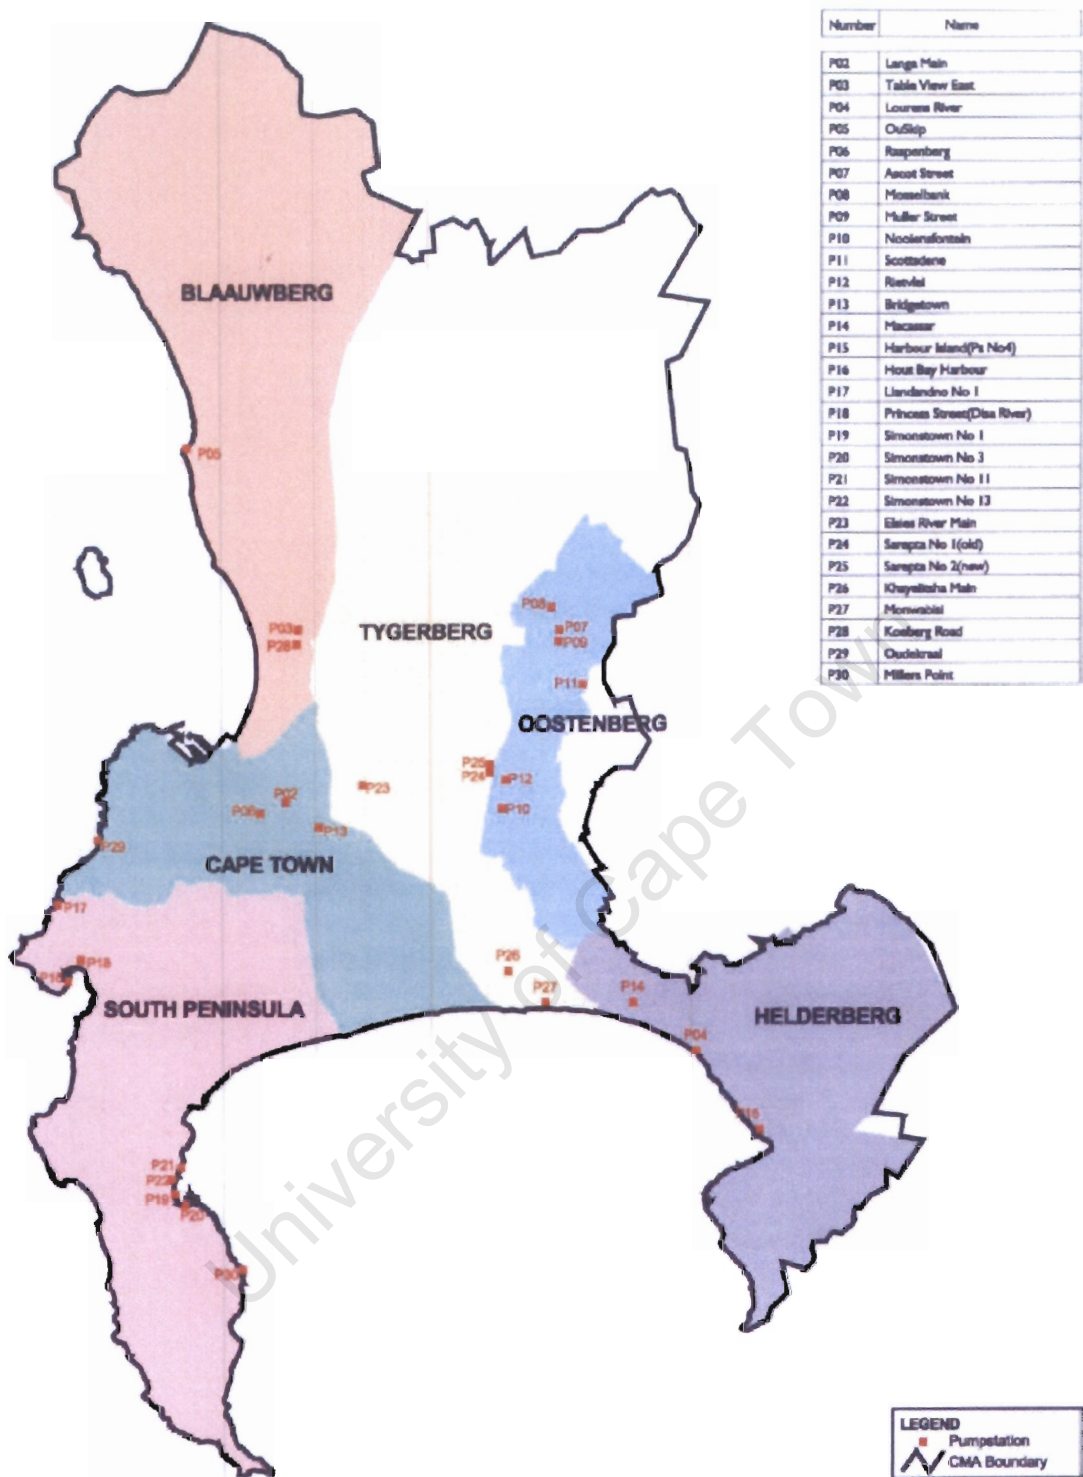 Number Name
P02 Langa Main
P03 Table View East
P04 Lourens River
P05 OuSkip
P06 Raapenberg
P07 Ascot Street
P08 Mosselbank
P09 Muller Street
P10 Nooiensfontein
P11 Scottsdene
P12 Rietvlei
P13 Bridgetown
P14 Macassar
P15 Harbour Island(Ps No4)
P16 Hout Bay Harbour
P17 Llandandno No 1
P18 Princess Street(Disa River)
P19 Simonstown No 1
P20 Simonstown No 3
P21 Simonstown No 11
P22 Simonstown No 13
P23 Elsies River Main
P24 Sarepta No 1(old)
P25 Sarepta No 2(new)
P26 Khayelitsha Main
P27 Monwabisi
P28 Koeberg Road
P29 Oudekraal
P30 Millers Point
BLAAUWBERG
P05
P08
P03
P07
TYGERBERG
P28
P09
P11
OOSTENBERG
P25
P24
P12
P23
P02
P06
P10
P13
P29
CAPE TOWN
P17
P18
P26
P16
P27
P14
SOUTH PENINSULA
HELDERBERG
P04
P15
P21
P22
P19
P20
P30
University of Cape Town
LEGEND
Pumpstation
CMA Boundary